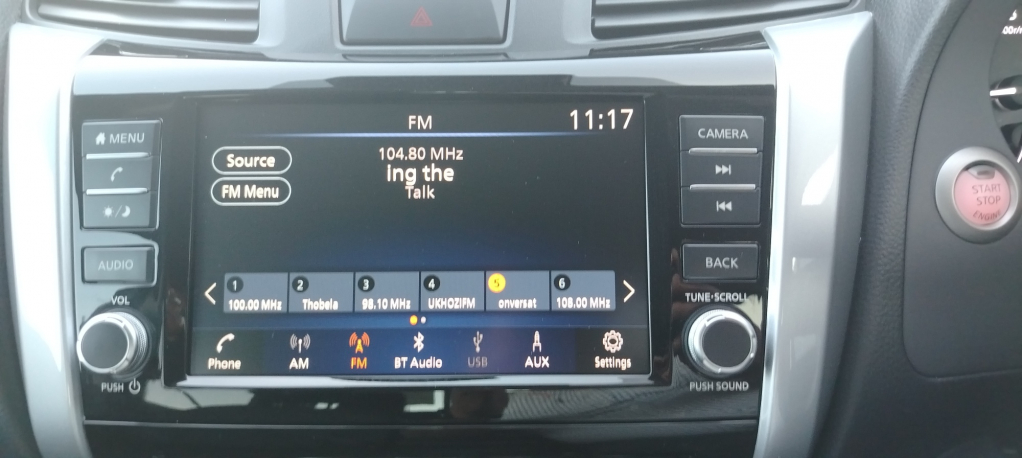 FM
11:17
MENU
Source
104.80 MHz
ing the
Talk
FM Menu
CAMERA
AUDIO
BACK
1 2 3 4 5 6
100.00 MHz Thobela 98.10 MHz UKHOZIFM onversat 108.00 MHz
VOL
TUNE·SCROLL
Phone AM FM BT Audio USB AUX Settings
PUSH
PUSH SOUND
START
STOP
ENGINE